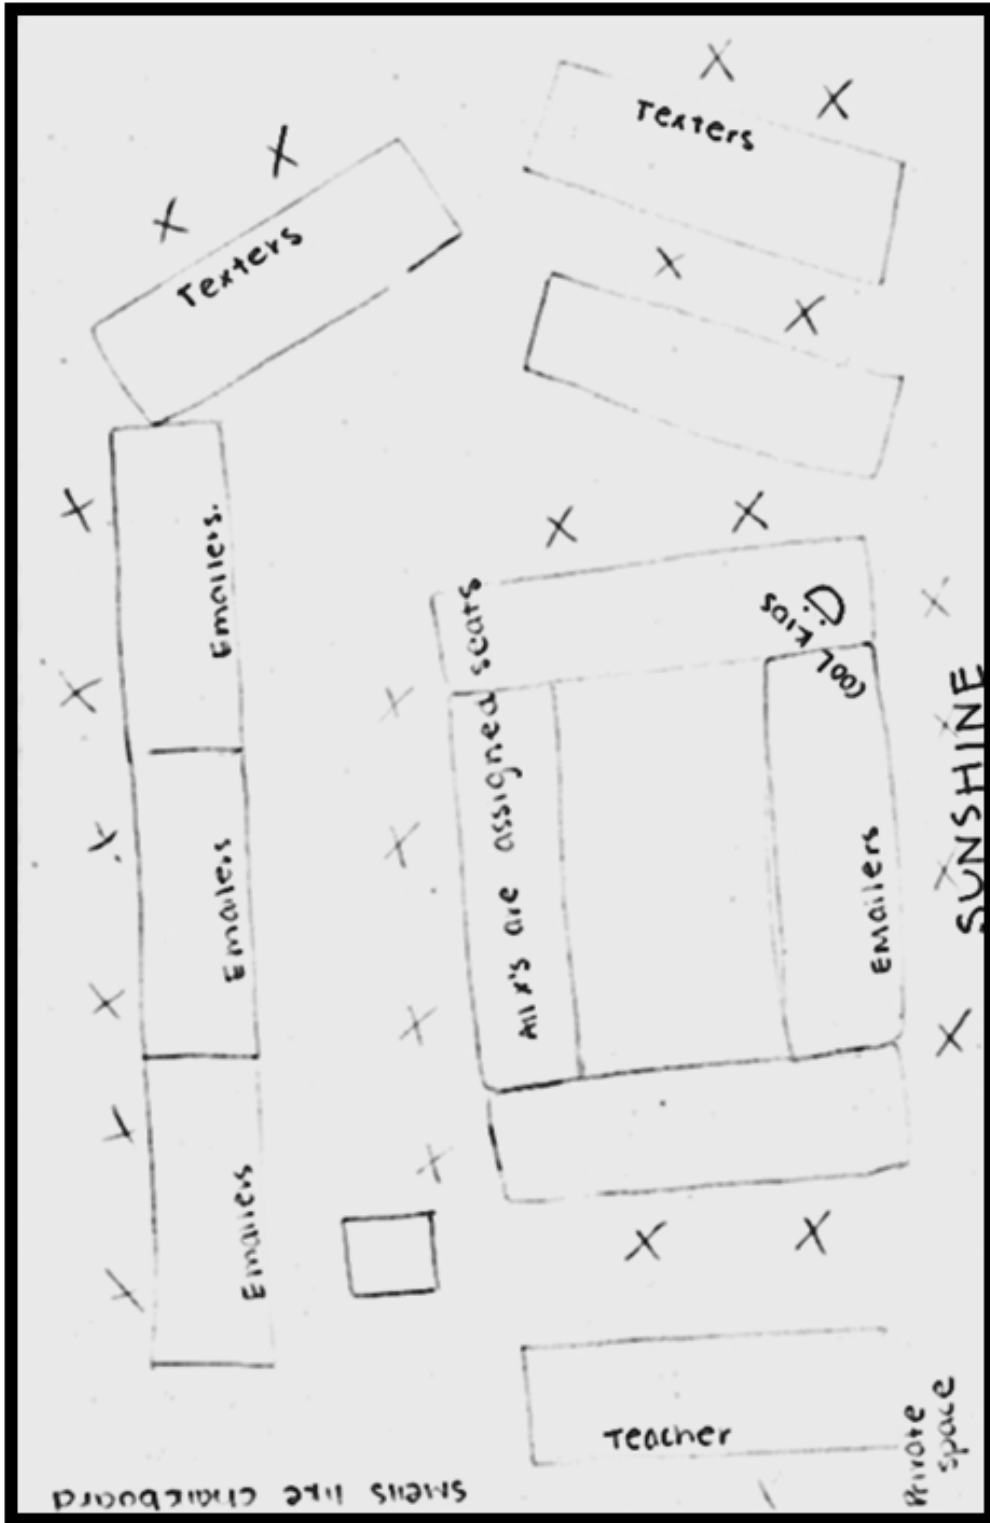 Texters
Texters
Emailers.
All x's are assigned seats
COOL KIDS
SUNSHINE
Emailers
Emailers
Emailers
Teacher
Private
space
smells like chalkboard